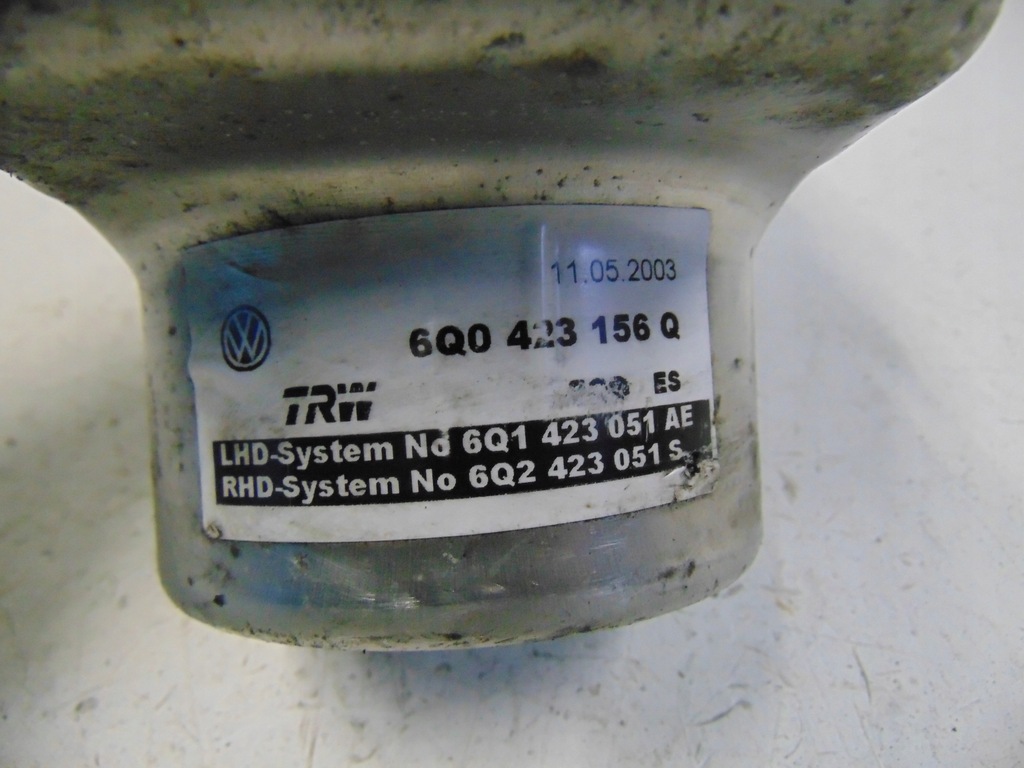 11.05.2003
6Q0 423 156 Q
TRW ES
LHD-System No 6Q1 423 051 AE
RHD-System No 6Q2 423 051 S